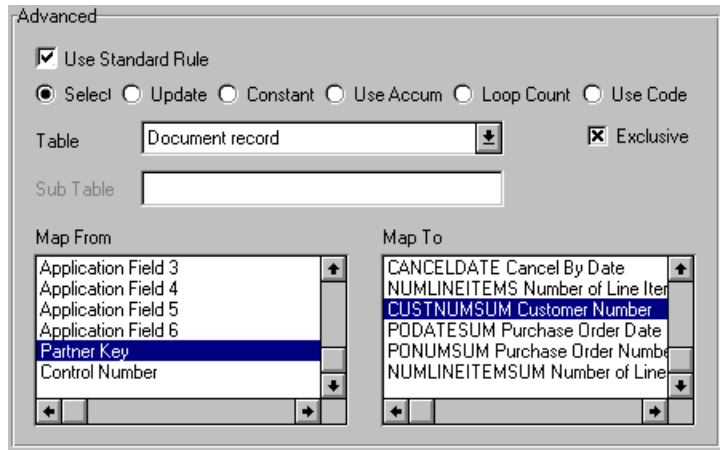 Advanced
Use Standard Rule
Select Update Constant Use Accum Loop Count Use Code
Table Document record Exclusive
Sub Table
Map From Map To
Application Field 3
Application Field 4
Application Field 5
Application Field 6
Partner Key
Control Number
CANCELDATE Cancel By Date
NUMLINEITEMS Number of Line Iter
CUSTNUMSUM Customer Number
PODATESUM Purchase Order Date
PONUMSUM Purchase Order Numbe
NUMLINEITEMSUM Number of Line